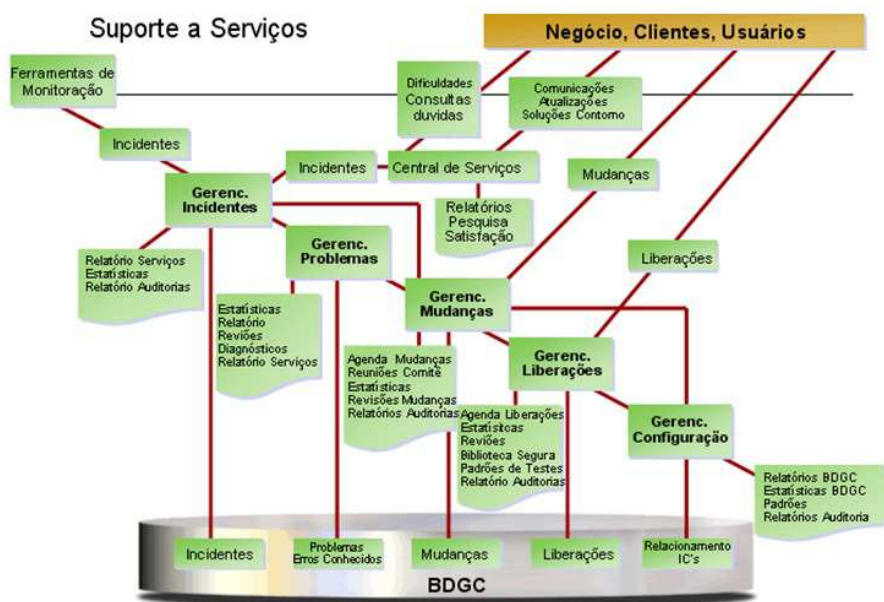 Suporte a Serviços
Negócio, Clientes, Usuários
Ferramentas de
Monitoração
Dificuldades
Consultas
duvidas
Comunicações
Atualizações
Soluções Contorno
Incidentes
Incidentes
Central de Serviços
Mudanças
Gerenc.
Incidentes
Relatórios
Pesquisa
Satisfação
Gerenc.
Problemas
Liberações
Relatório Serviços
Estatísticas
Relatório Auditorias
Gerenc.
Mudanças
Estatísticas
Relatório
Reviões
Diagnósticos
Relatório Serviços
Gerenc.
Liberações
Agenda Mudanças
Reuniões Comitê
Estatísticas
Revisões Mudanças
Relatórios Auditorias
Agenda Liberações
Estatísitcas
Reviões
Biblioteca Segura
Padrões de Testes
Relatório Auditorias
Gerenc.
Configuração
Relatórios BDGC
Estatísticas BDGC
Padrões
Relatórios Auditoria
Incidentes
Problemas
Erros Conhecidos
Mudanças
Liberações
Relacionamento
IC's
BDGC